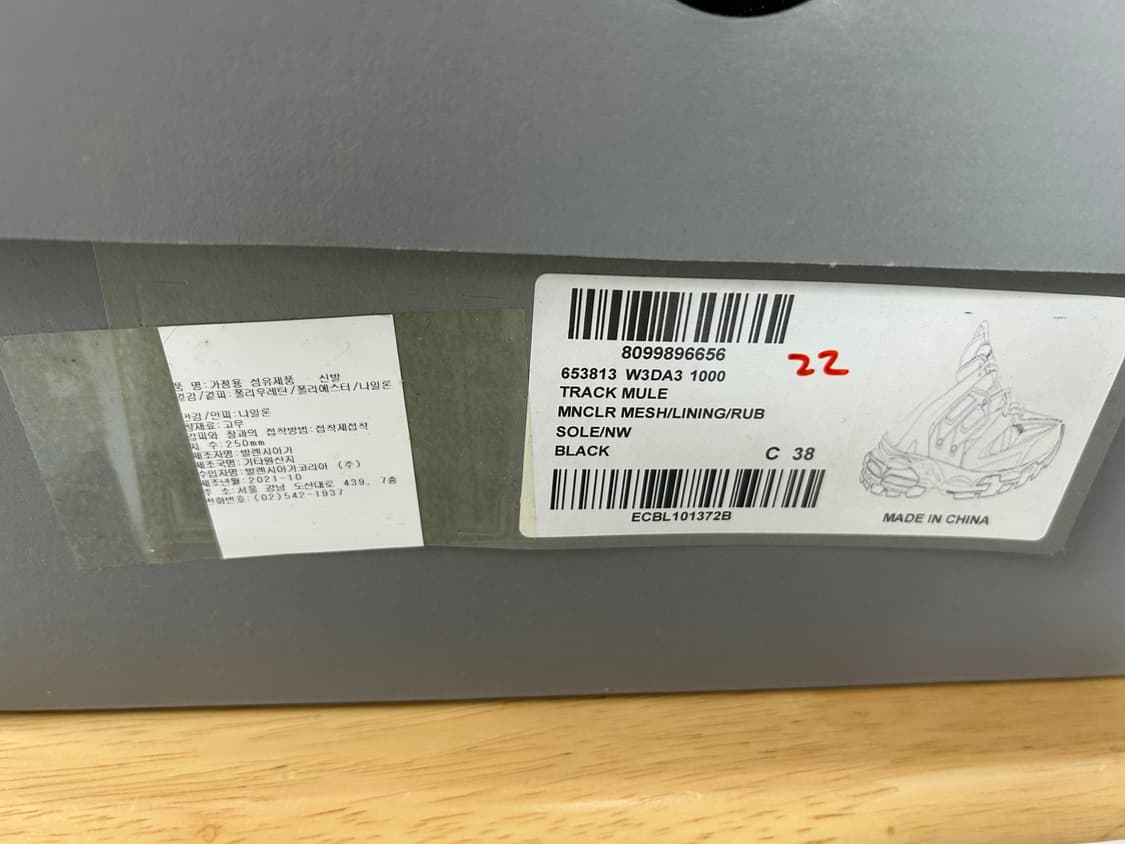 품 명:가정용 섬유제품 신발
겉감/겉피:폴리우레탄/폴리에스터/나일론
안감/안피:나일론
창재료:고무
갑피와 창과의 접착방법:접착제접착
치 수:250mm
제조자명:발렌시아가
제조국명:기타원산지
수입자명:발렌시아가코리아 (주)
제조년월:2021-10
주 소:서울 강남 도산대로 439, 7층
전화번호:(02)542-1937
8099896656
22
653813 W3DA3 1000
TRACK MULE
MNCLR MESH/LINING/RUB
SOLE/NW
BLACK
C 38
ECBL101372B
MADE IN CHINA